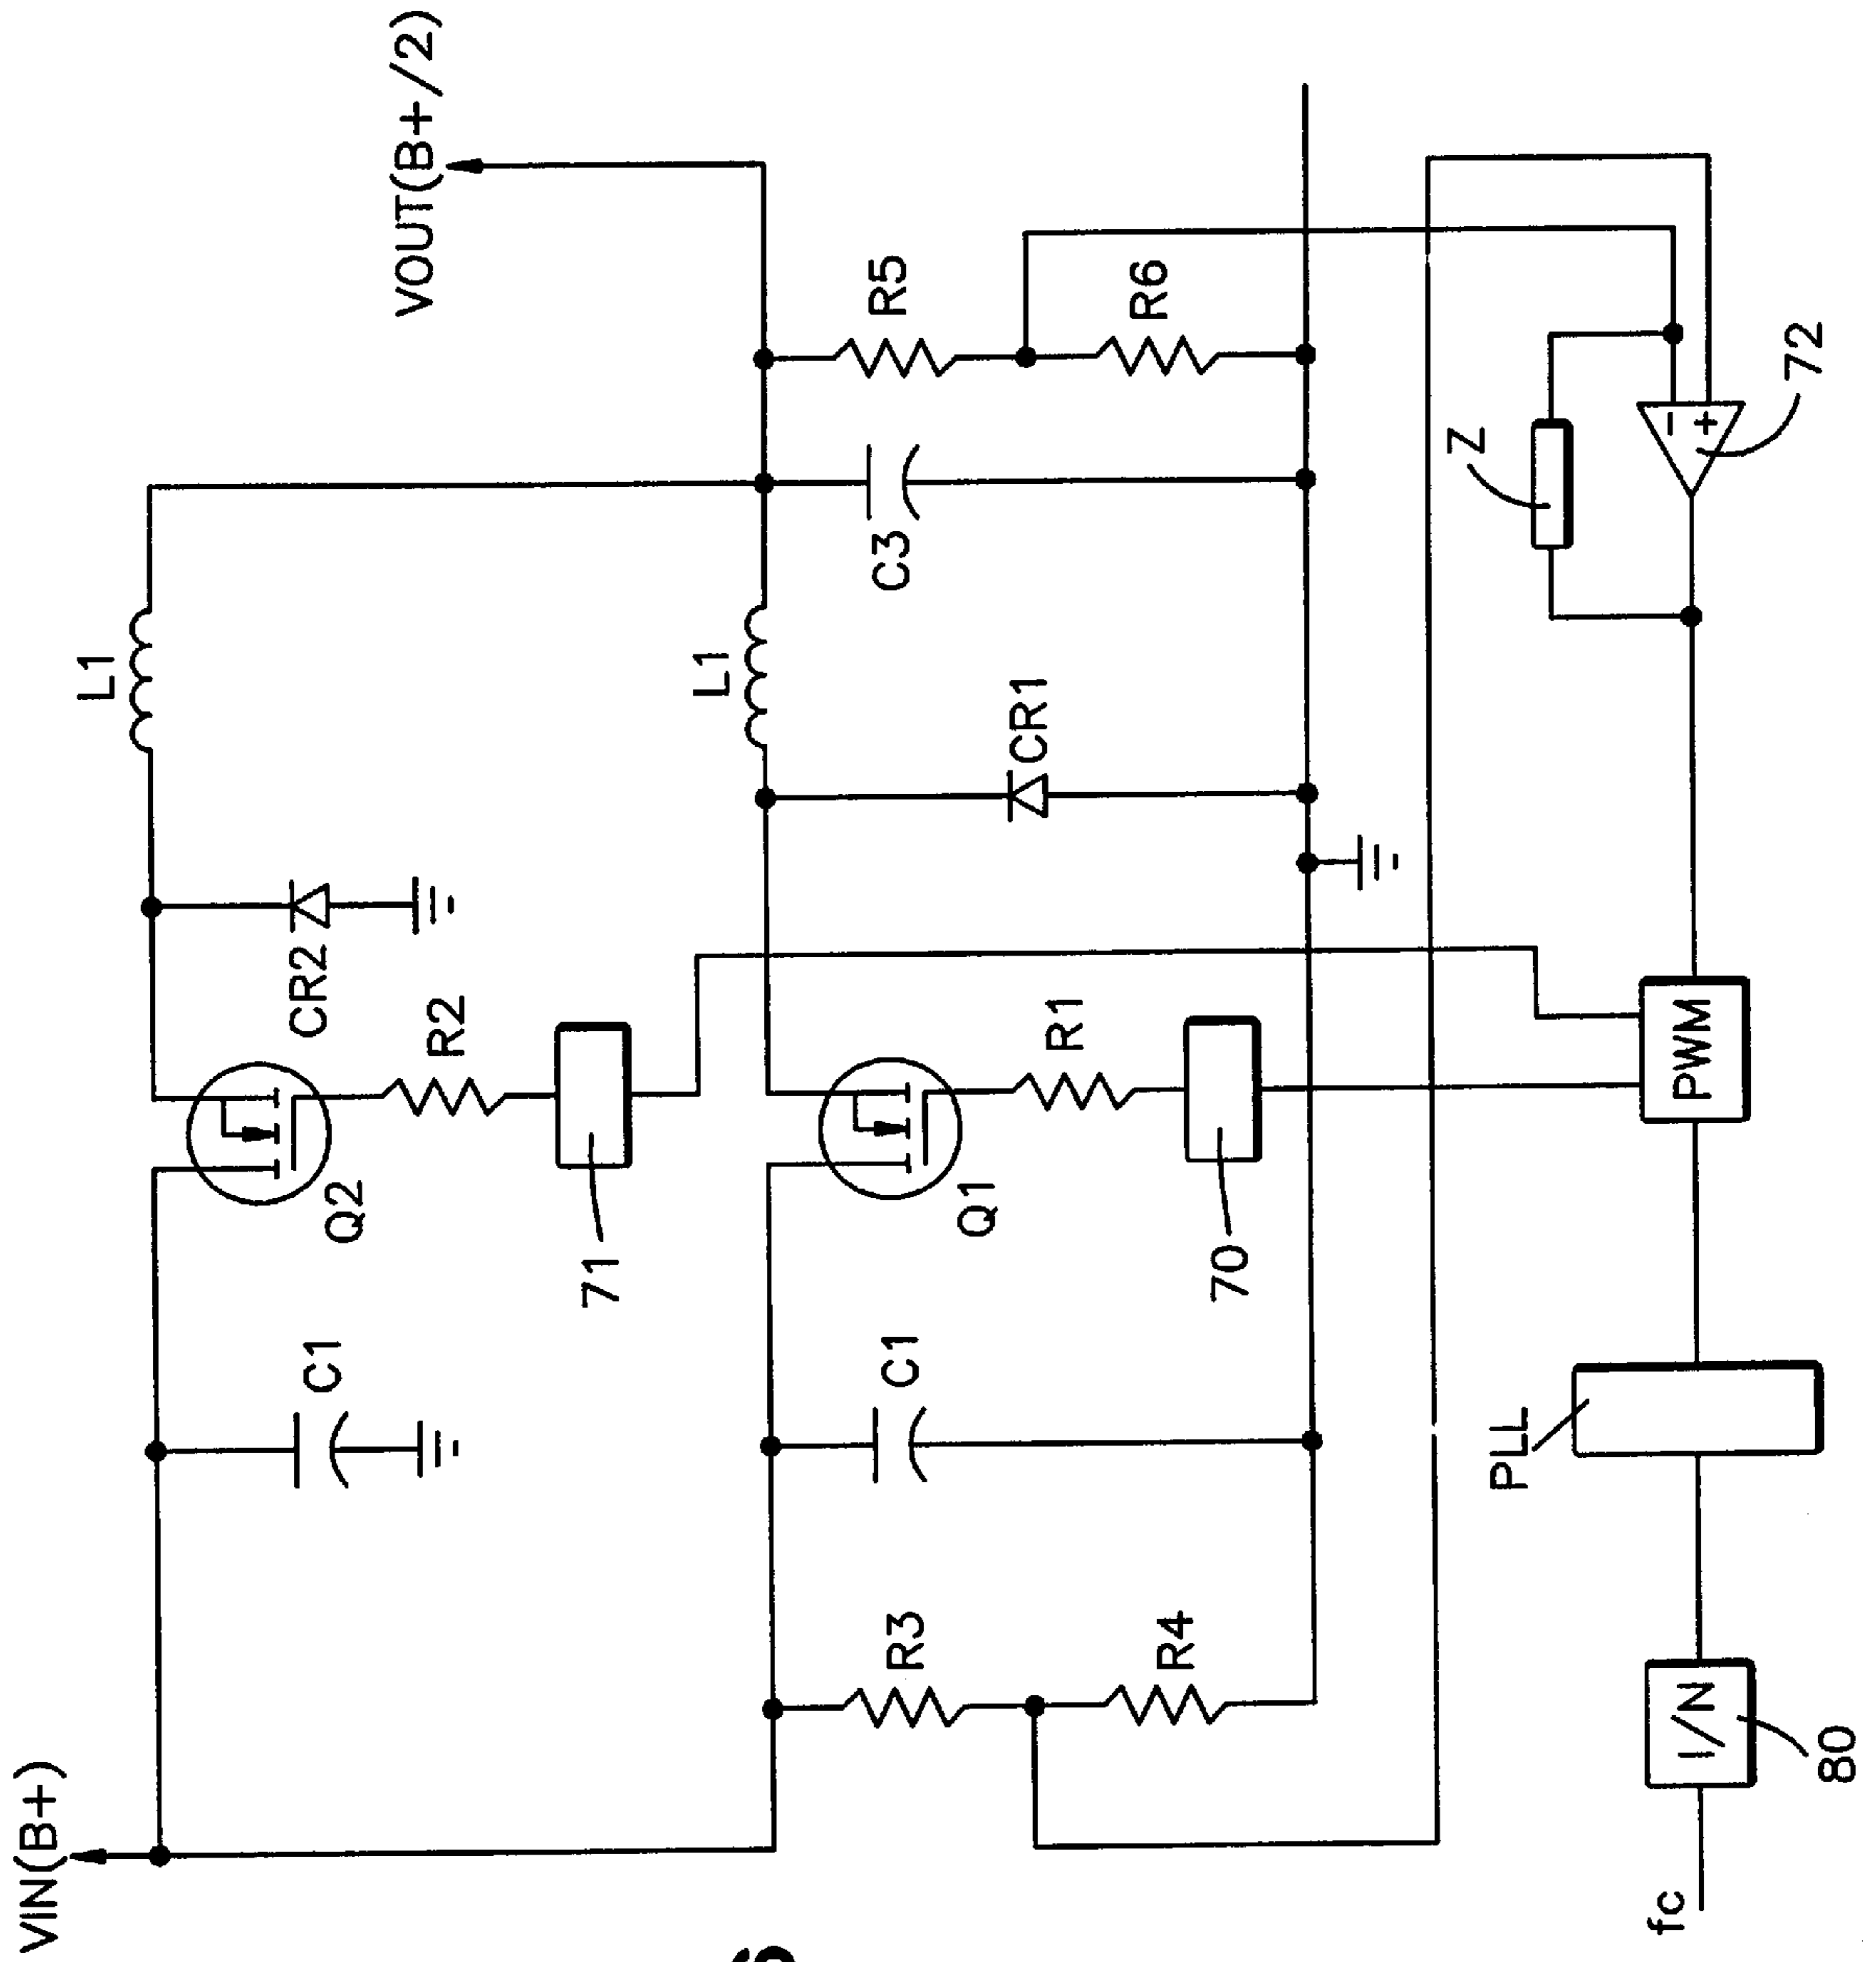 VIN(B+)
VOUT(B+/2)
L1
C1
Q2
R2
CR2
71
L1
R3
C1
Q1
R1
CR1
C3
R5
R4
70
R6
PLL
PWM
Z
I/N
- +
72
80
fc